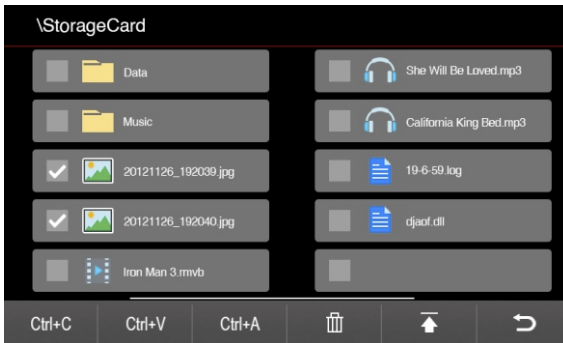 \StorageCard
Data
Music
20121126_192039.jpg
20121126_192040.jpg
Iron Man 3.rmvb
She Will Be Loved.mp3
California King Bed.mp3
19-6-59.log
djaof.dll
Ctrl+C
Ctrl+V
Ctrl+A